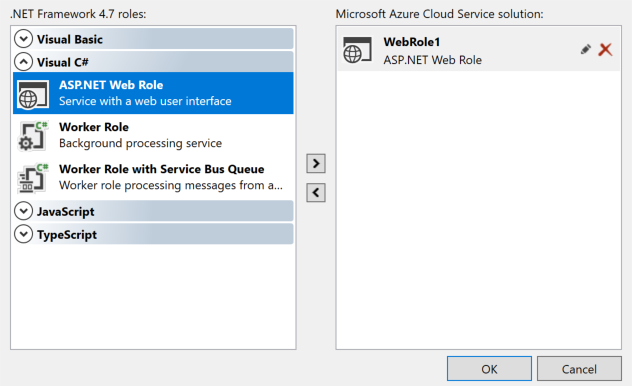 .NET Framework 4.7 roles:
Visual Basic
Visual C#
ASP.NET Web Role
Service with a web user interface
C#
Worker Role
Background processing service
C#
Worker Role with Service Bus Queue
Worker role processing messages from a...
JavaScript
TypeScript
>
<
Microsoft Azure Cloud Service solution:
WebRole1
ASP.NET Web Role
OK
Cancel